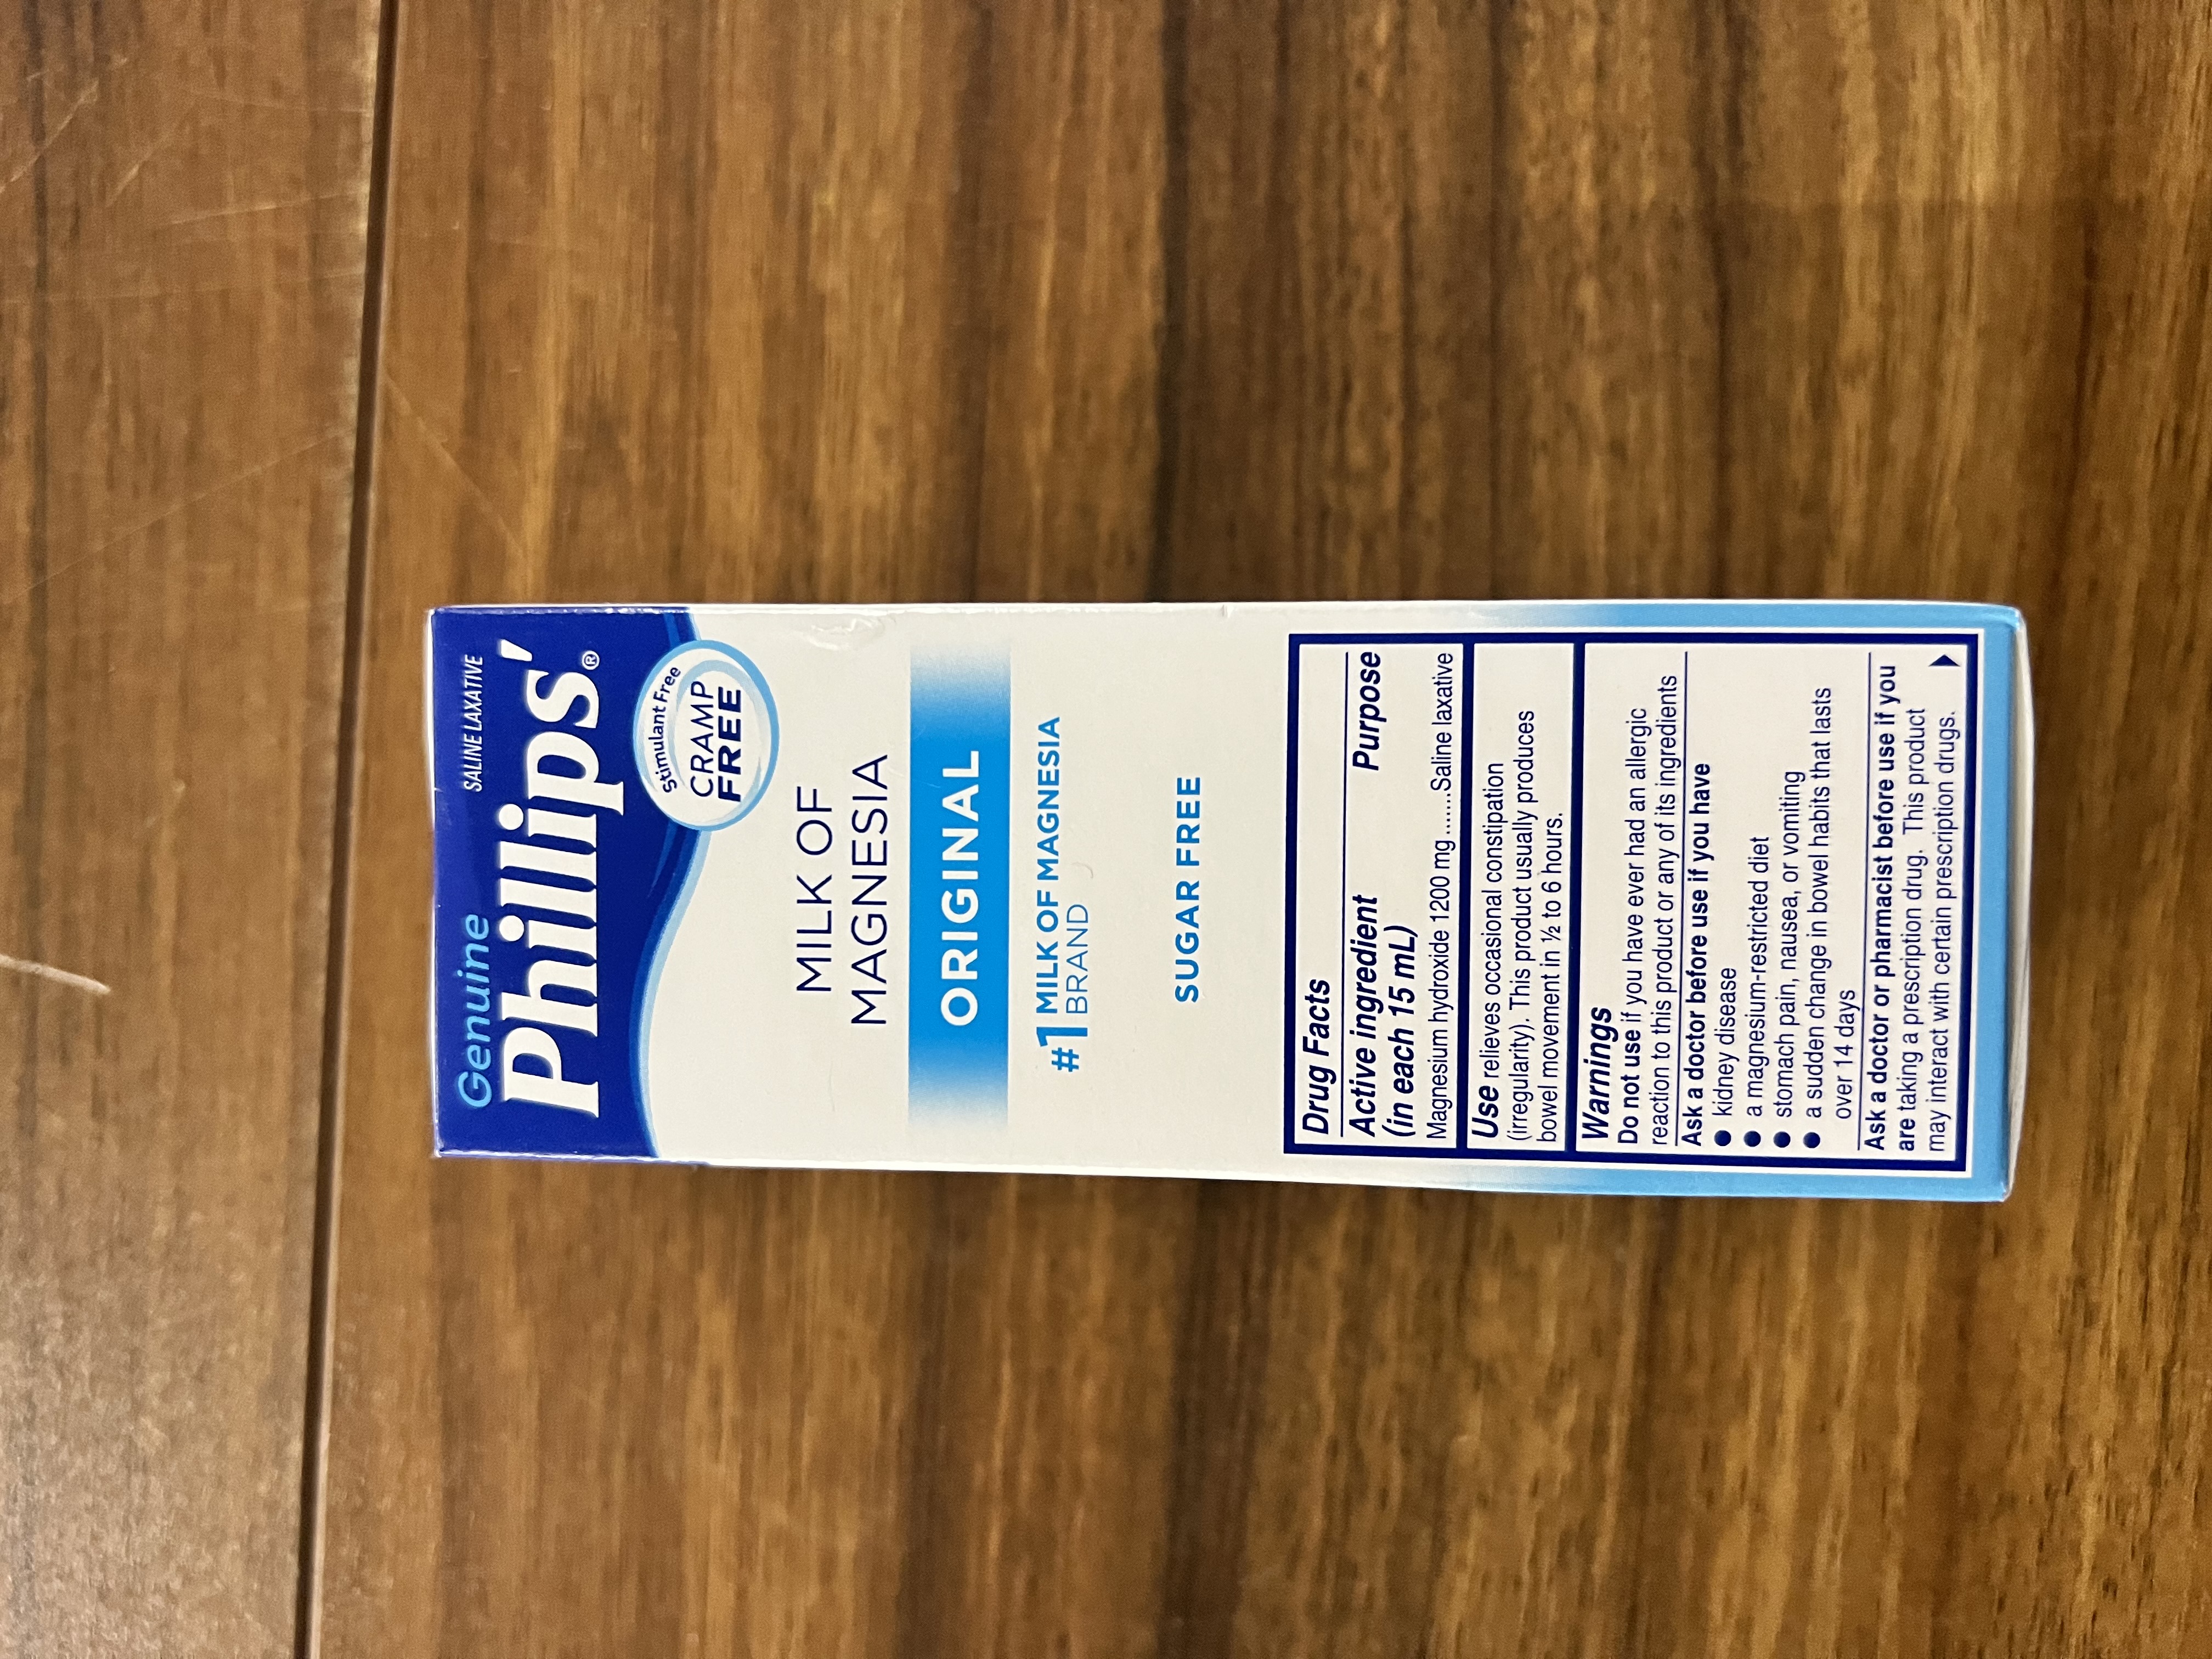 Genuine
SALINE LAXATIVE
Phillips'®
Stimulant Free
CRAMP
FREE
MILK OF
MAGNESIA
ORIGINAL
#1 MILK OF MAGNESIA
BRAND
SUGAR FREE
Drug Facts
Active ingredient Purpose
(in each 15 mL)
Magnesium hydroxide 1200 mg .......Saline laxative
Use relieves occasional constipation
(irregularity). This product usually produces
bowel movement in ½ to 6 hours.
Warnings
Do not use if you have ever had an allergic
reaction to this product or any of its ingredients
Ask a doctor before use if you have
● kidney disease
● a magnesium-restricted diet
● stomach pain, nausea, or vomiting
● a sudden change in bowel habits that lasts
over 14 days
Ask a doctor or pharmacist before use if you
are taking a prescription drug. This product
may interact with certain prescription drugs.